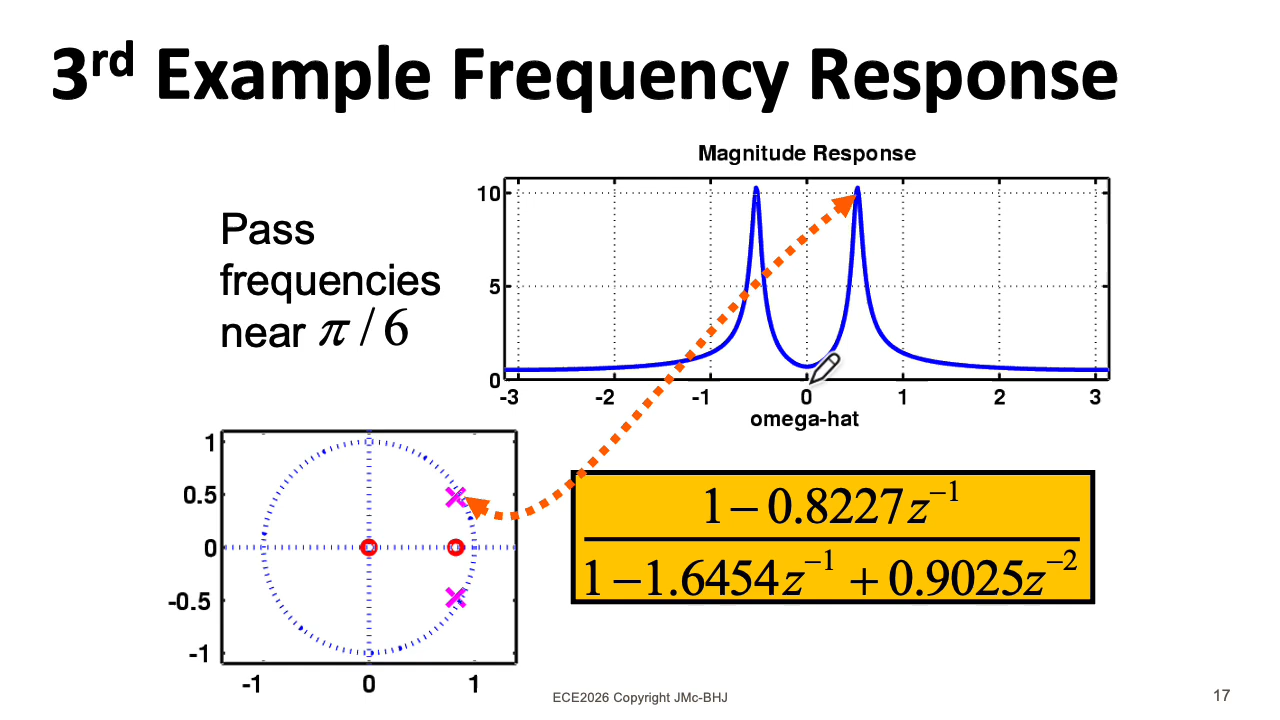 3rd Example Frequency Response
Pass
frequencies
near π / 6
Magnitude Response
10
5
0
-3 -2 -1 0 1 2 3
omega-hat
1
0.5
0
-0.5
-1
-1 0 1
1 − 0.8227z⁻¹
1 − 1.6454z⁻¹ + 0.9025z⁻²
ECE2026 Copyright JMc-BHJ
17